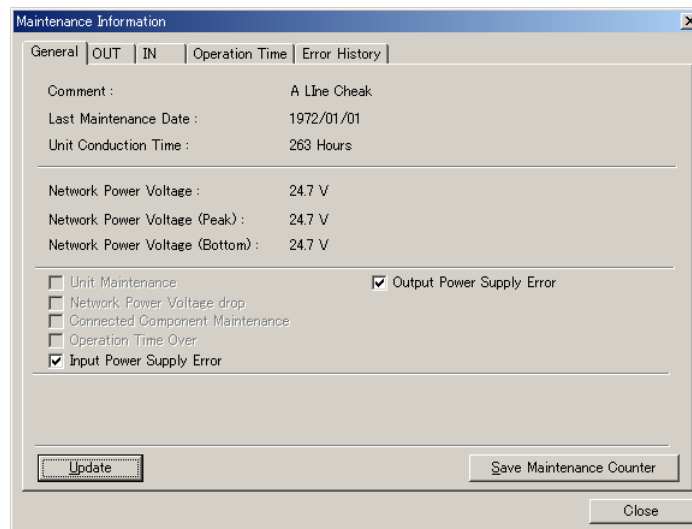 Maintenance Information
General OUT IN Operation Time Error History
Comment : A LIne Cheak
Last Maintenance Date : 1972/01/01
Unit Conduction Time : 263 Hours
Network Power Voltage : 24.7 V
Network Power Voltage (Peak) : 24.7 V
Network Power Voltage (Bottom) : 24.7 V
Unit Maintenance Output Power Supply Error
Network Power Voltage drop
Connected Component Maintenance
Operation Time Over
Input Power Supply Error
Update Save Maintenance Counter
Close